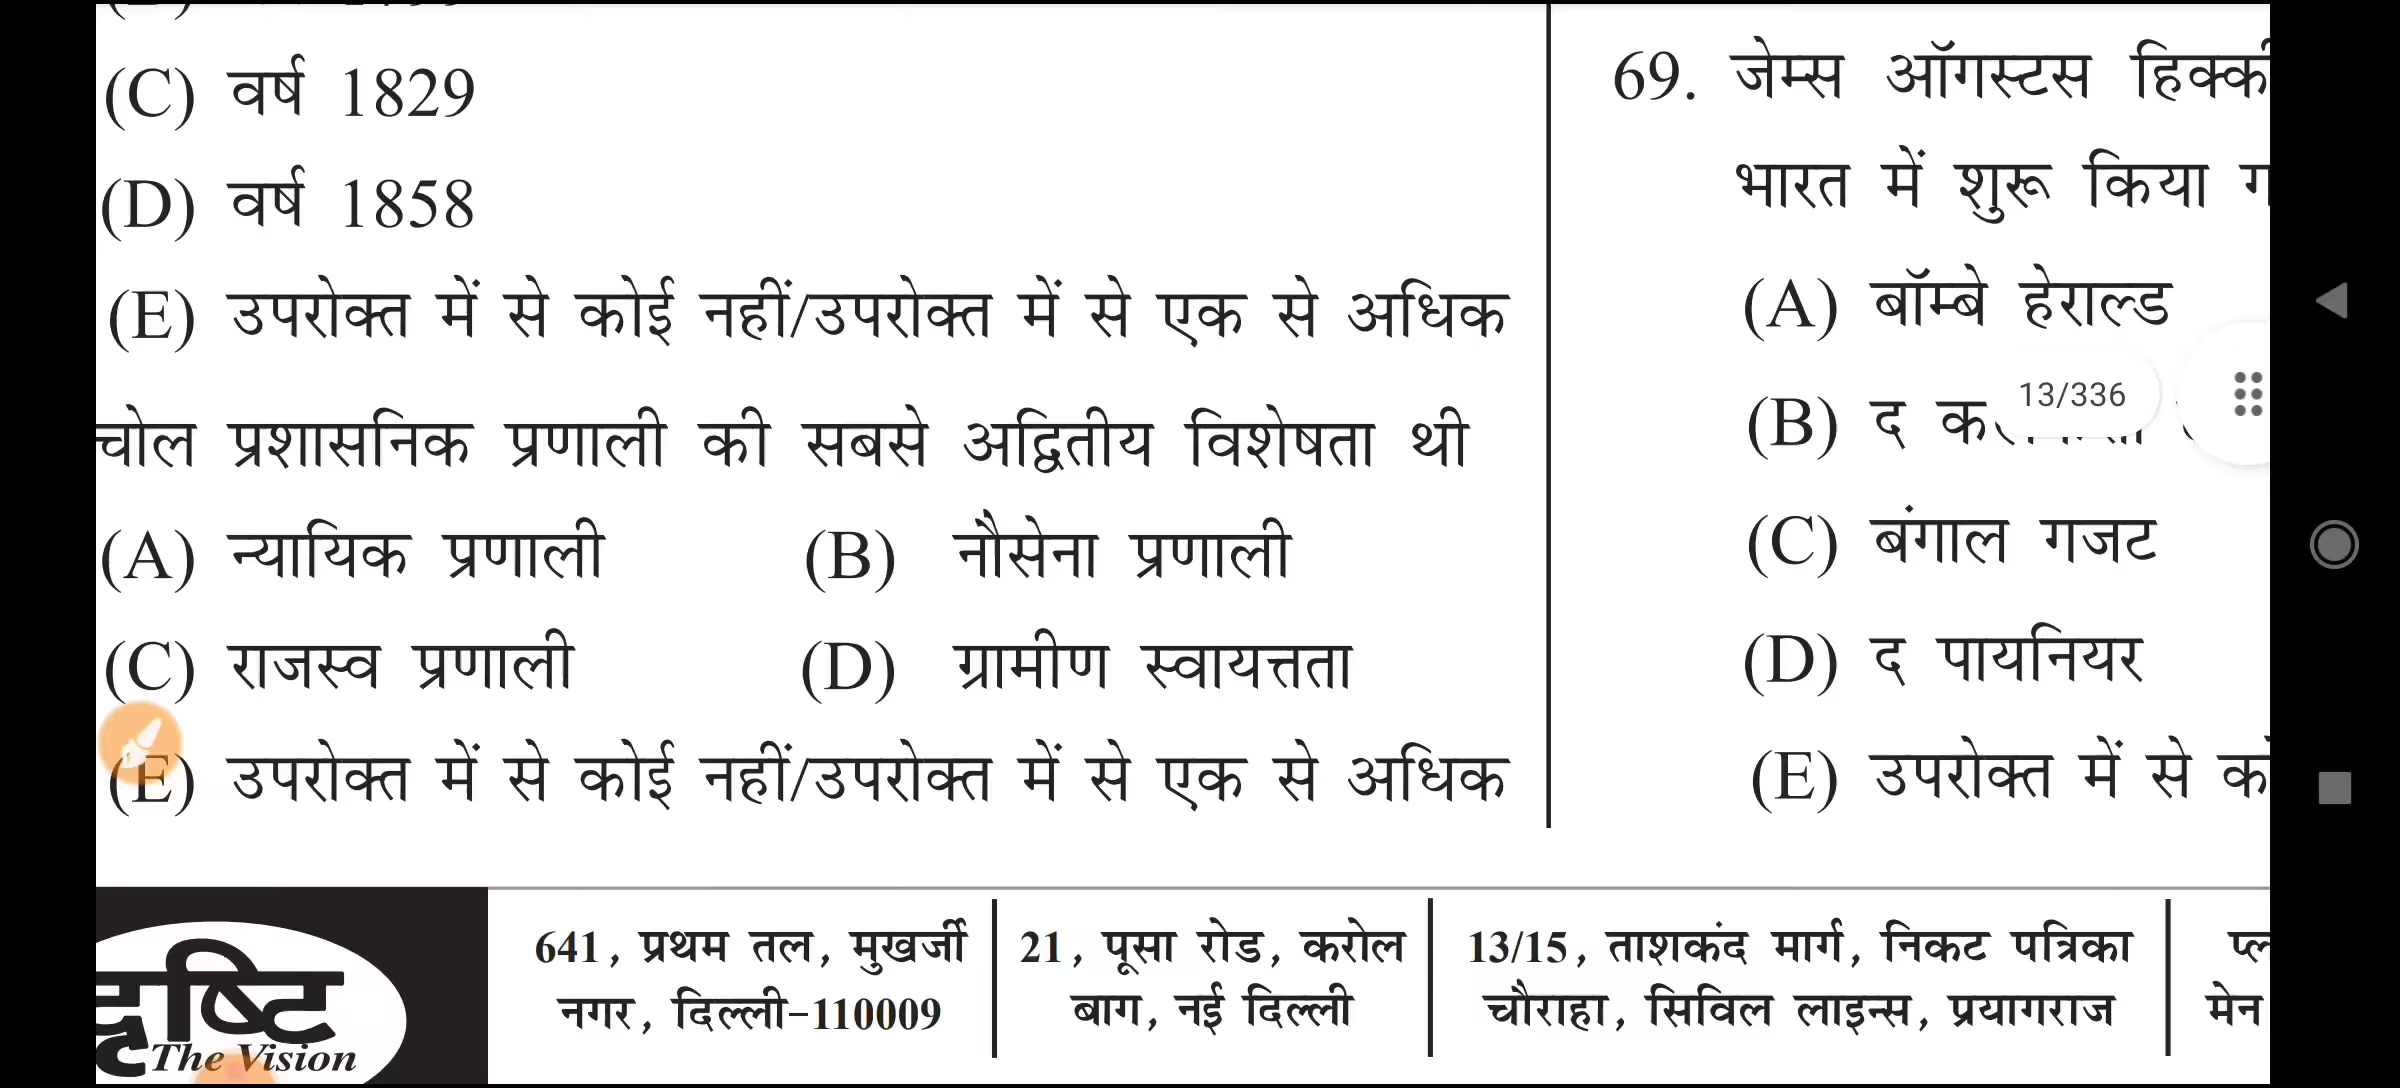 (C) वर्ष 1829
(D) वर्ष 1858
(E) उपरोक्त में से कोई नहीं/उपरोक्त में से एक से अधिक
चोल प्रशासनिक प्रणाली की सबसे अद्वितीय विशेषता थी
(A) न्यायिक प्रणाली (B) नौसेना प्रणाली
(C) राजस्व प्रणाली (D) ग्रामीण स्वायत्तता
(E) उपरोक्त में से कोई नहीं/उपरोक्त में से एक से अधिक
69. जेम्स ऑगस्टस हिक्की
भारत में शुरू किया
(A) बॉम्बे हेराल्ड
13/336
(B) द
(C) बंगाल गजट
(D) द पायनियर
(E) उपरोक्त में से
दृष्टि
The Vision
641, प्रथम तल, मुखर्जी
नगर, दिल्ली-110009
21, पूसा रोड, करोल
बाग, नई दिल्ली
13/15, ताशकंद मार्ग, निकट पत्रिका
चौराहा, सिविल लाइन्स, प्रयागराज
मेन